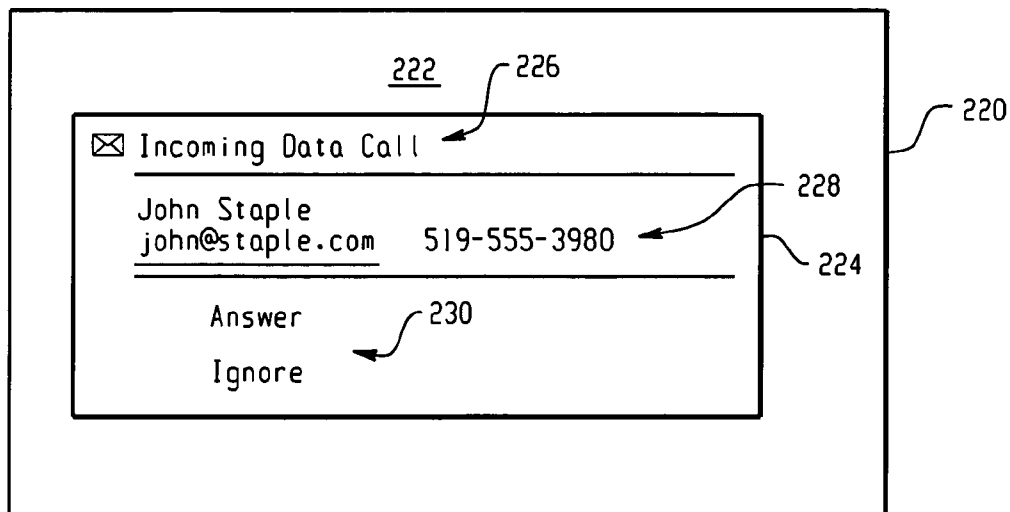 222 226
220
Incoming Data Call
228
John Staple
john@staple.com 519-555-3980
224
Answer
230
Ignore